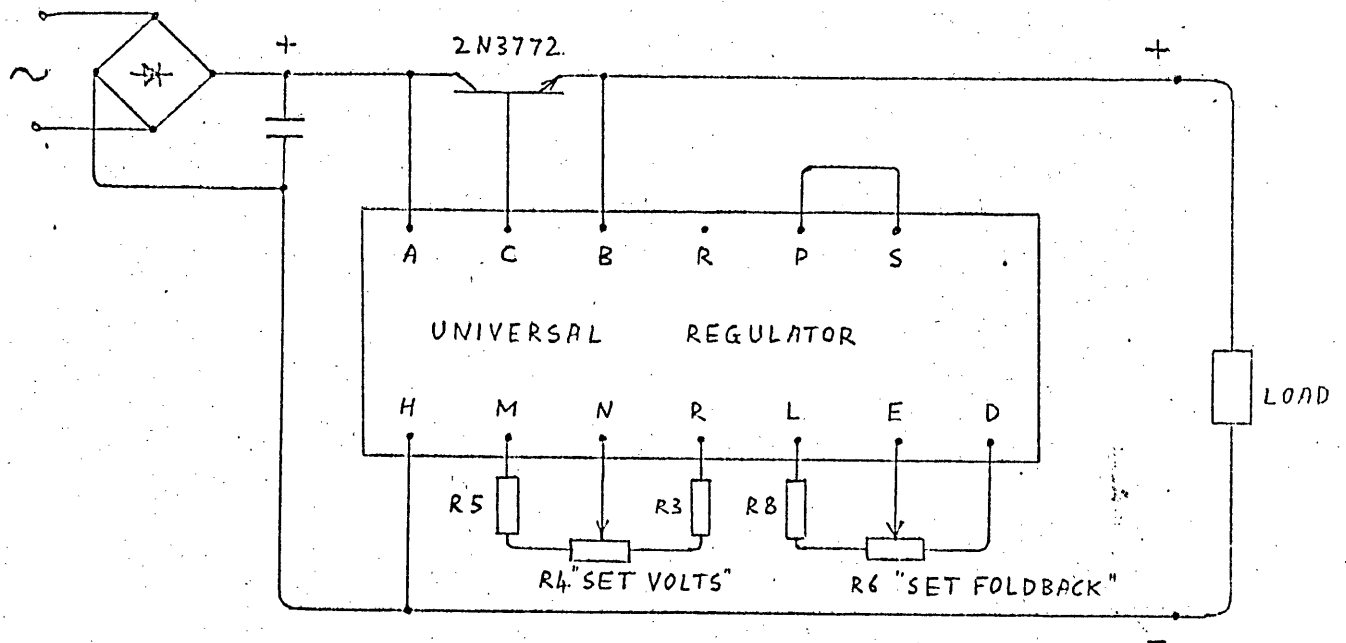 +
2N3772.
+
~
A C B R P S
UNIVERSAL REGULATOR
H M N R L E D
LOAD
R5 R3 R8
R4 "SET VOLTS"
R6 "SET FOLDBACK"
-